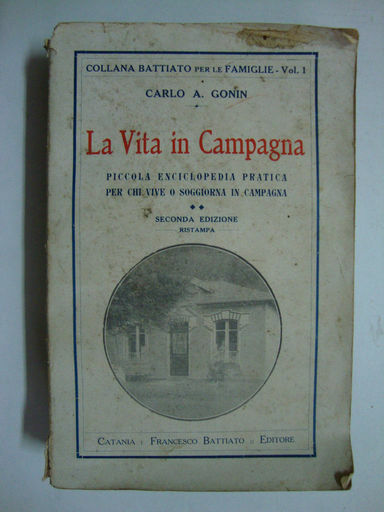 COLLANA BATTIATO PER LE FAMIGLIE - Vol. 1
CARLO A. GONIN
La Vita in Campagna
PICCOLA ENCICLOPEDIA PRATICA
PER CHI VIVE O SOGGIORNA IN CAMPAGNA
SECONDA EDIZIONE
RISTAMPA
CATANIA : FRANCESCO BATTIATO :: EDITORE